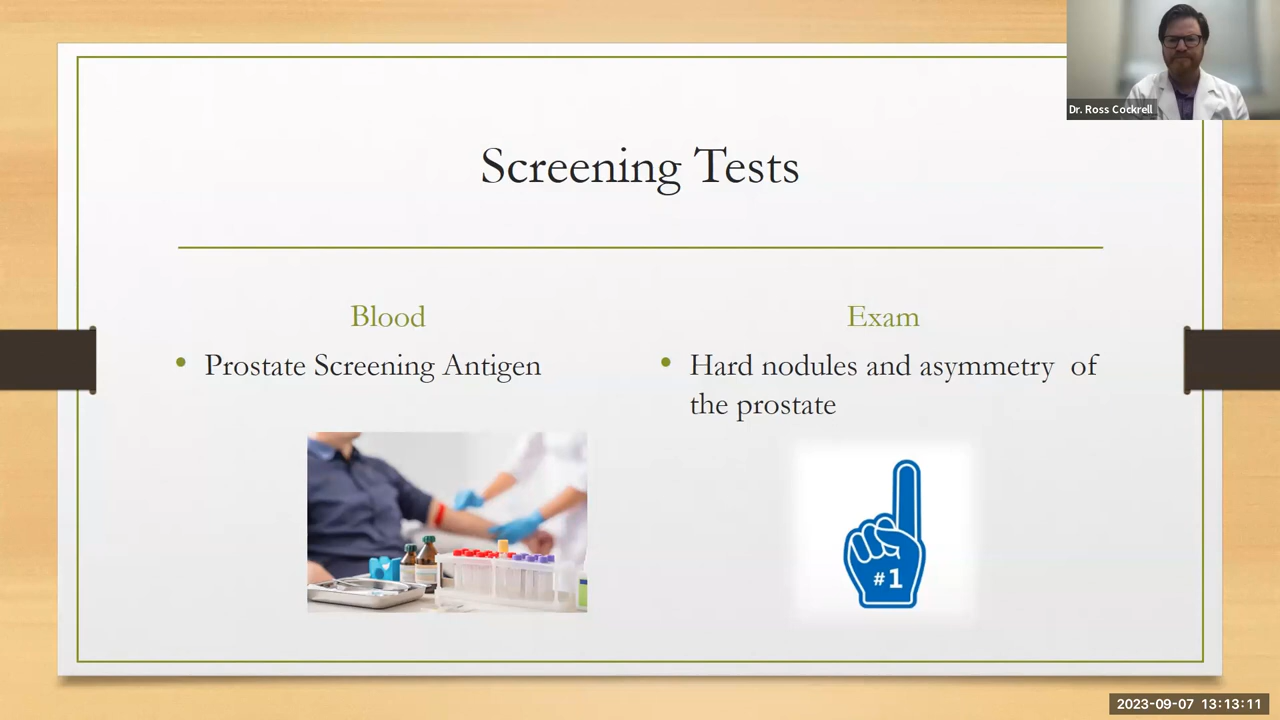 Dr. Ross Cockrell
Screening Tests
Blood
Prostate Screening Antigen
Exam
Hard nodules and asymmetry of
the prostate
#1
2023-09-07 13:13:11